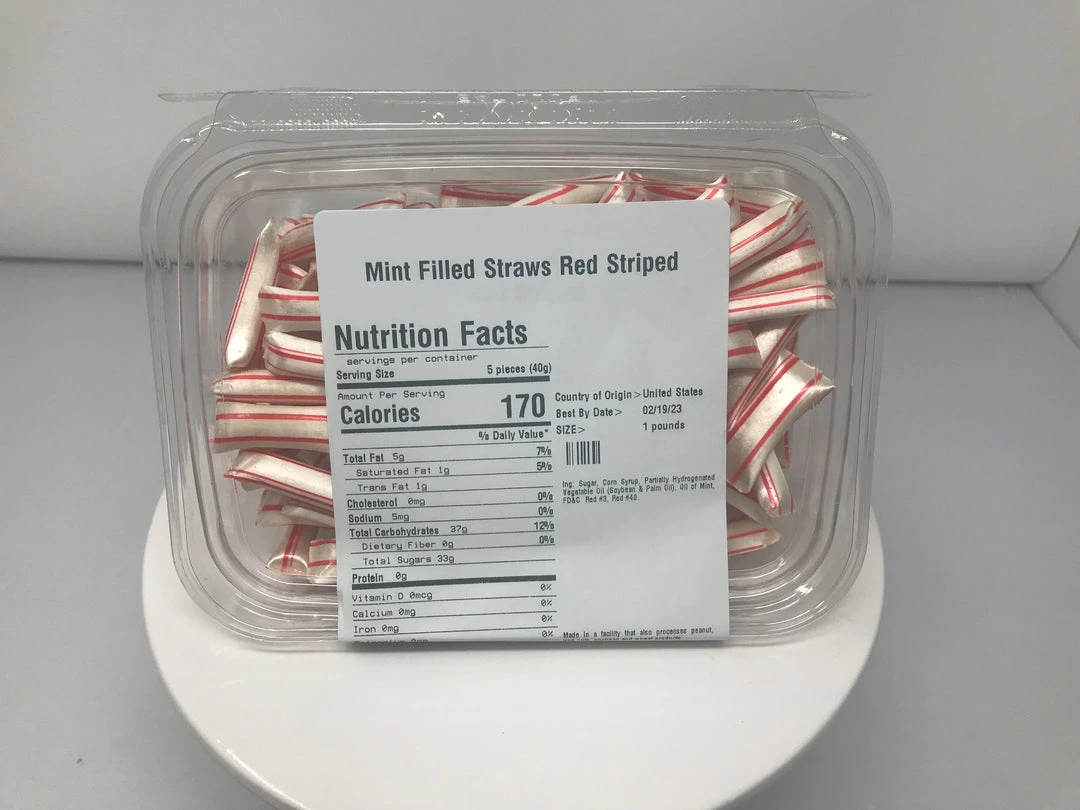 Mint Filled Straws Red Striped
Nutrition Facts
servings per container
Serving Size 5 pieces (40g)
Amount Per Serving
Calories 170
% Daily Value*
Total Fat 5g 7%
Saturated Fat 1g 5%
Trans Fat 1g
Cholesterol 0mg 0%
Sodium 5mg 0%
Total Carbohydrates 37g 12%
Dietary Fiber 0g 0%
Total Sugars 33g
Protein 0g
Vitamin D 0mcg 0%
Calcium 0mg 0%
Iron 0mg 0%
Country of Origin > United States
Best By Date > 02/19/23
SIZE > 1 pounds
Ing: Sugar, Corn Syrup, Partially Hydrogenated
Vegetable Oil (Soybean & Palm Oil), Oil of Mint,
FD&C Red #3, Red #40.
Made in a facility that also processes peanut,